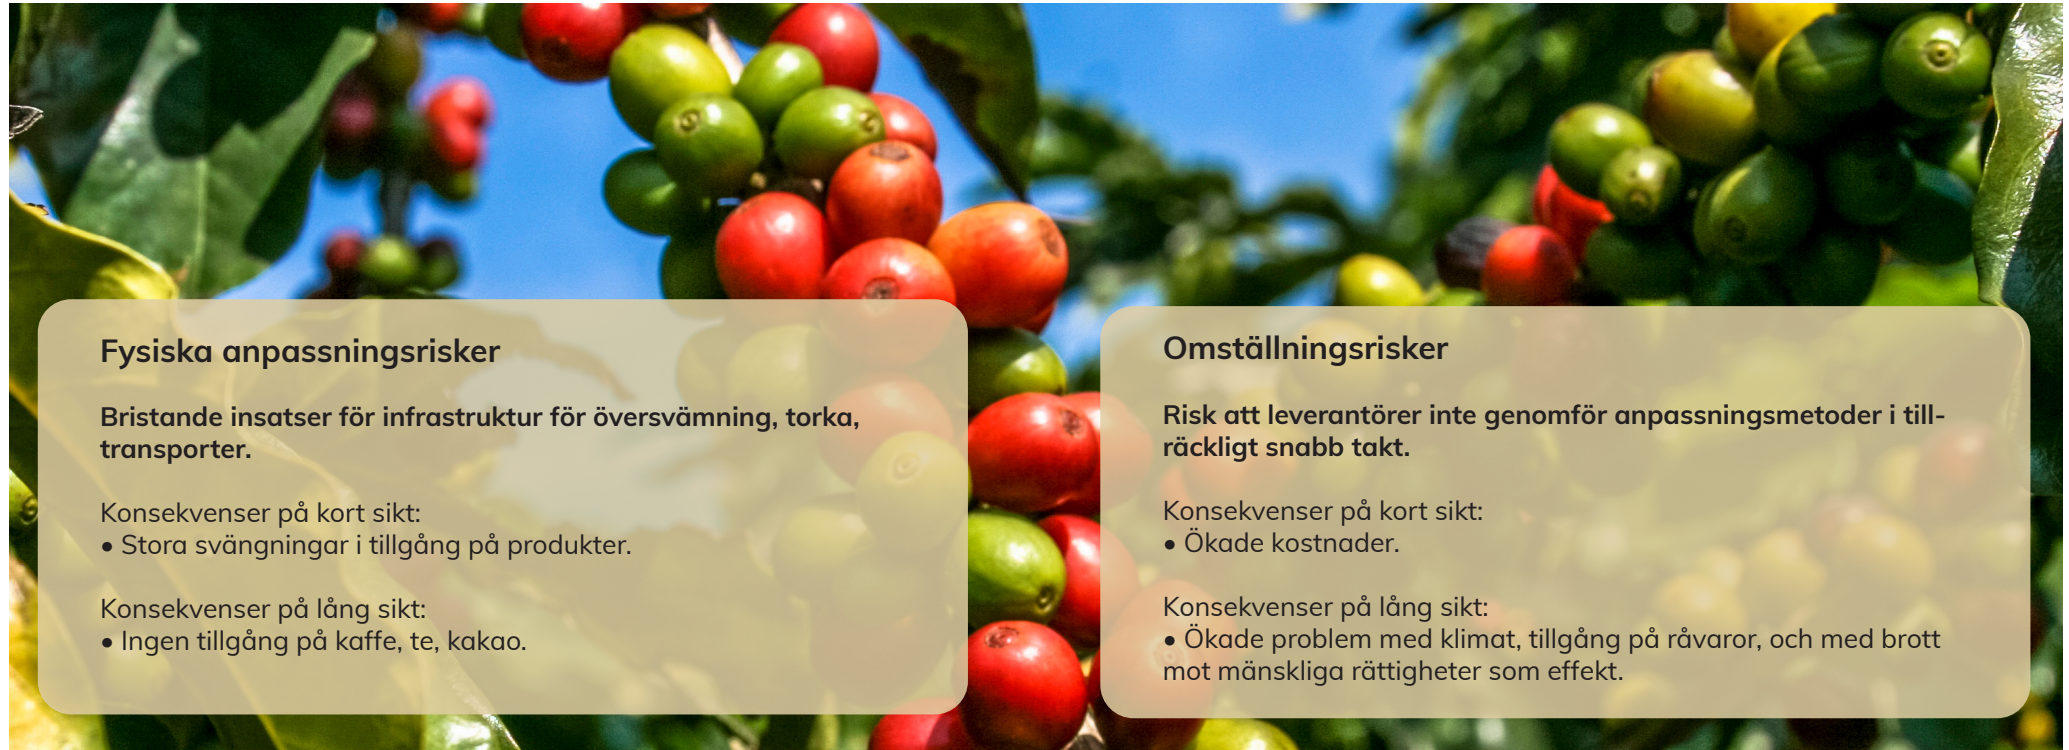 Fysiska anpassningsrisker
Bristande insatser för infrastruktur för översvämning, torka,
transporter.
Konsekvenser på kort sikt:
• Stora svängningar i tillgång på produkter.
Konsekvenser på lång sikt:
• Ingen tillgång på kaffe, te, kakao.
Omställningsrisker
Risk att leverantörer inte genomför anpassningsmetoder i till-
räckligt snabb takt.
Konsekvenser på kort sikt:
• Ökade kostnader.
Konsekvenser på lång sikt:
• Ökade problem med klimat, tillgång på råvaror, och med brott
mot mänskliga rättigheter som effekt.